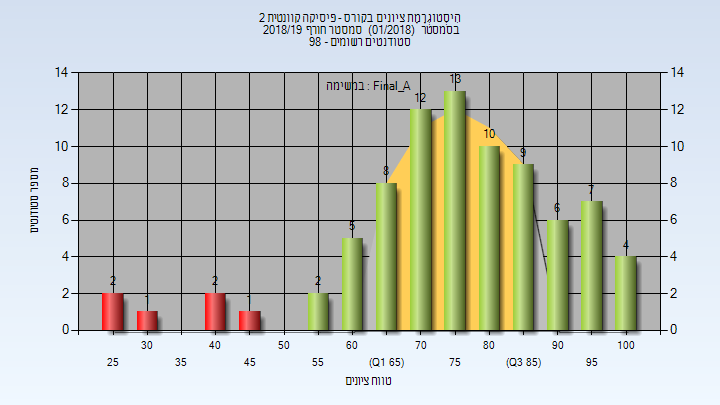 היסטוגרמת ציונים בקורס - פיסיקה קוונטית 2
בסמסטר (01/2018) סמסטר חורף 2018/19
סטודנטים רשומים - 98
במשימה : Final_A
מספר סטודנטים
14 14
12 12
10 10
8 8
6 6
4 4
2 2
0 0
2 1 2 1 2 5 8 12 13 10 9 6 7 4
30 40 50 60 70 80 90 100
25 35 45 55 (Q1 65) 75 (Q3 85) 95
טווח ציונים